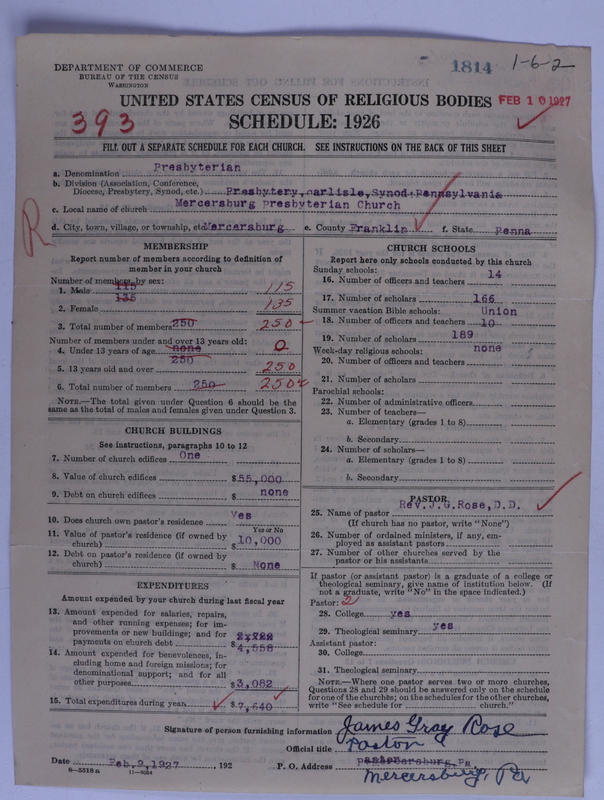 DEPARTMENT OF COMMERCE
BUREAU OF THE CENSUS
WASHINGTON
1814
1-6-2
UNITED STATES CENSUS OF RELIGIOUS BODIES
FEB 10 1927
393
SCHEDULE: 1926
FILL OUT A SEPARATE SCHEDULE FOR EACH CHURCH. SEE INSTRUCTIONS ON THE BACK OF THIS SHEET
a. Denomination Presbyterian
b. Division (Association, Conference,
Diocese, Presbytery, Synod, etc.) Presbytery, carlisle, Synod, Pennsylvania
c. Local name of church Mercersburg Presbyterian Church
d. City, town, village, or township, etc. Mercersburg e. County Franklin f. State Penna
R
MEMBERSHIP
Report number of members according to definition of
member in your church
Number of members, by sex:
1. Male 115 115
2. Female 135 135
3. Total number of members 250 250
Number of members under and over 13 years old:
4. Under 13 years of age none 0
5. 13 years old and over 250 250
6. Total number of members 250 250
NOTE.—The total given under Question 6 should be the
same as the total of males and females given under Question 3.
CHURCH BUILDINGS
See instructions, paragraphs 10 to 12
7. Number of church edifices One
8. Value of church edifices $55,000
9. Debt on church edifices $ none
10. Does church own pastor's residence Yes
Yes or No
11. Value of pastor's residence (if owned by
church) $10,000
12. Debt on pastor's residence (if owned by
church) $ None
EXPENDITURES
Amount expended by your church during last fiscal year
13. Amount expended for salaries, repairs,
and other running expenses; for im-
provements or new buildings; and for
payments on church debt $4,558
14. Amount expended for benevolences, in-
cluding home and foreign missions; for
denominational support; and for all
other purposes $3,082
15. Total expenditures during year $7,640
CHURCH SCHOOLS
Report here only schools conducted by this church
Sunday schools:
16. Number of officers and teachers 14
17. Number of scholars 166
Summer vacation Bible schools: Union
18. Number of officers and teachers 10
19. Number of scholars 189
Week-day religious schools: none
20. Number of officers and teachers
21. Number of scholars
Parochial schools:
22. Number of administrative officers
23. Number of teachers—
a. Elementary (grades 1 to 8)
b. Secondary
24. Number of scholars—
a. Elementary (grades 1 to 8)
b. Secondary
PASTOR
25. Name of pastor Rev. J. G. Rose, D.D.
(If church has no pastor, write "None")
26. Number of ordained ministers, if any, em-
ployed as assistant pastors
27. Number of other churches served by the
pastor or his assistants
If pastor (or assistant pastor) is a graduate of a college or
theological seminary, give name of institution below. (If
not a graduate, write "No" in the space indicated.)
Pastor: 2
28. College yes
29. Theological seminary yes
Assistant pastor:
30. College
31. Theological seminary
NOTE.—Where one pastor serves two or more churches,
Questions 28 and 29 should be answered only on the schedule
for one of the churches; on the schedules for the other churches,
write "See schedule for church."
Signature of person furnishing information James Gray Rose
Official title Pastor
Date Feb. 9, 1927 , 192 P. O. Address
Mercersburg, Pa
8-5518a 11-9024